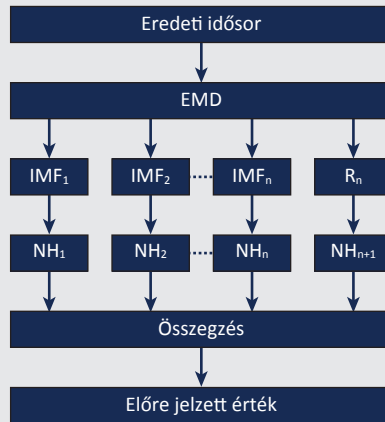 Eredeti idősor
EMD
IMF₁ IMF₂ IMFₙ Rₙ
NH₁ NH₂ NHₙ NHₙ₊₁
Összegzés
Előre jelzett érték